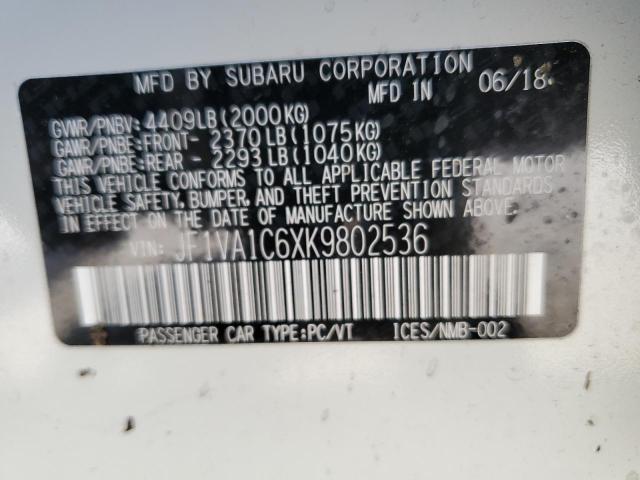 MFD BY SUBARU CORPORATION
MFD IN 06/18
GVWR/PNBV: 4409LB(2000KG)
GAWR/PNBE:FRONT- 2370LB(1075KG)
GAWR/PNBE:REAR - 2293LB(1040KG)
THIS VEHICLE CONFORMS TO ALL APPLICABLE FEDERAL MOTOR
VEHICLE SAFETY, BUMPER, AND THEFT PREVENTION STANDARDS
IN EFFECT ON THE DATE OF MANUFACTURE SHOWN ABOVE.
VIN: JF1VA1C6XK9802536
PASSENGER CAR TYPE:PC/VT ICES/NMB-002